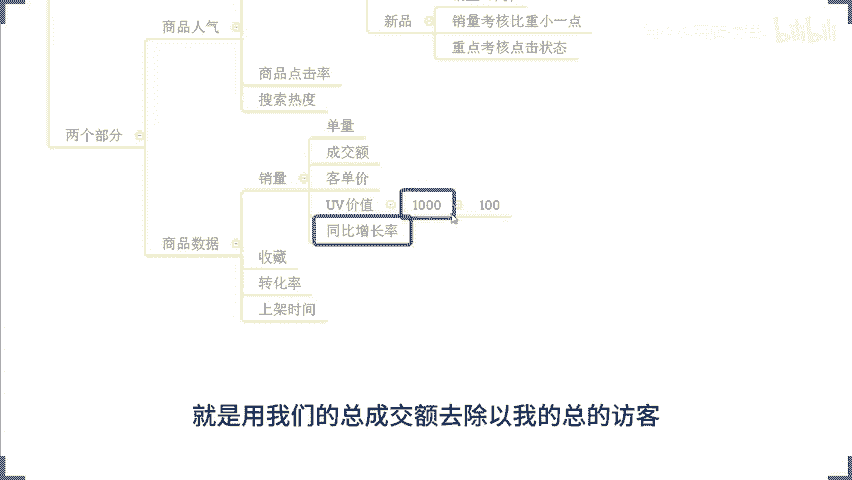 商品人气
新品
销量考核比重小一点
重点考核点击状态
商品点击率
搜索热度
两个部分
单量
成交额
销量
客单价
UV价值 1000 100
同比增长率
商品数据
收藏
转化率
上架时间
就是用我们的总成交额去除以我的总的访客
bilibili